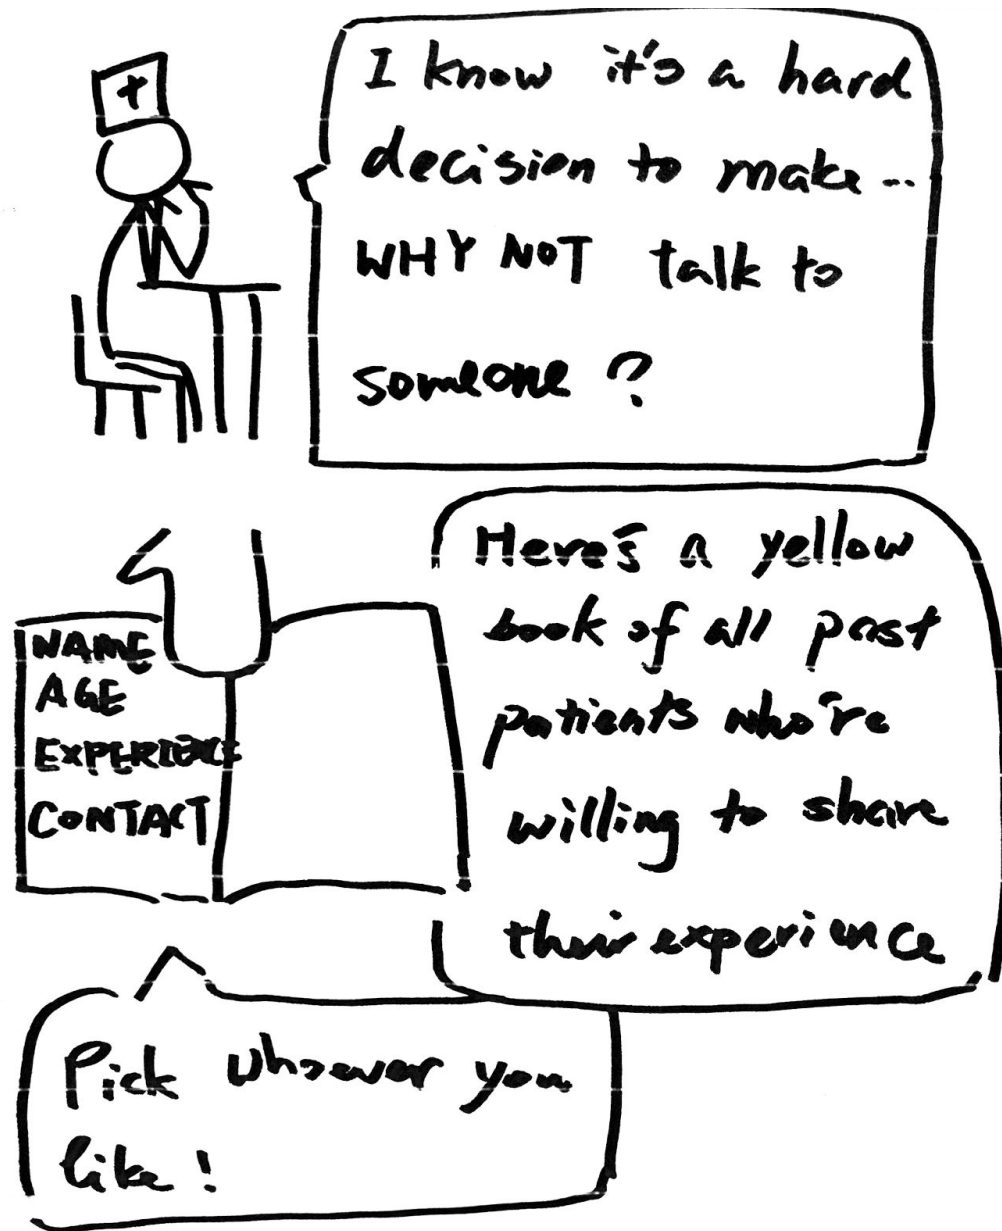 +
I know it's a hard
decision to make..
WHY NOT talk to
someone?
NAME
AGE
EXPERIENCE
CONTACT
Here's a yellow
book of all past
patients who're
willing to share
their experience
Pick whoever you
like!